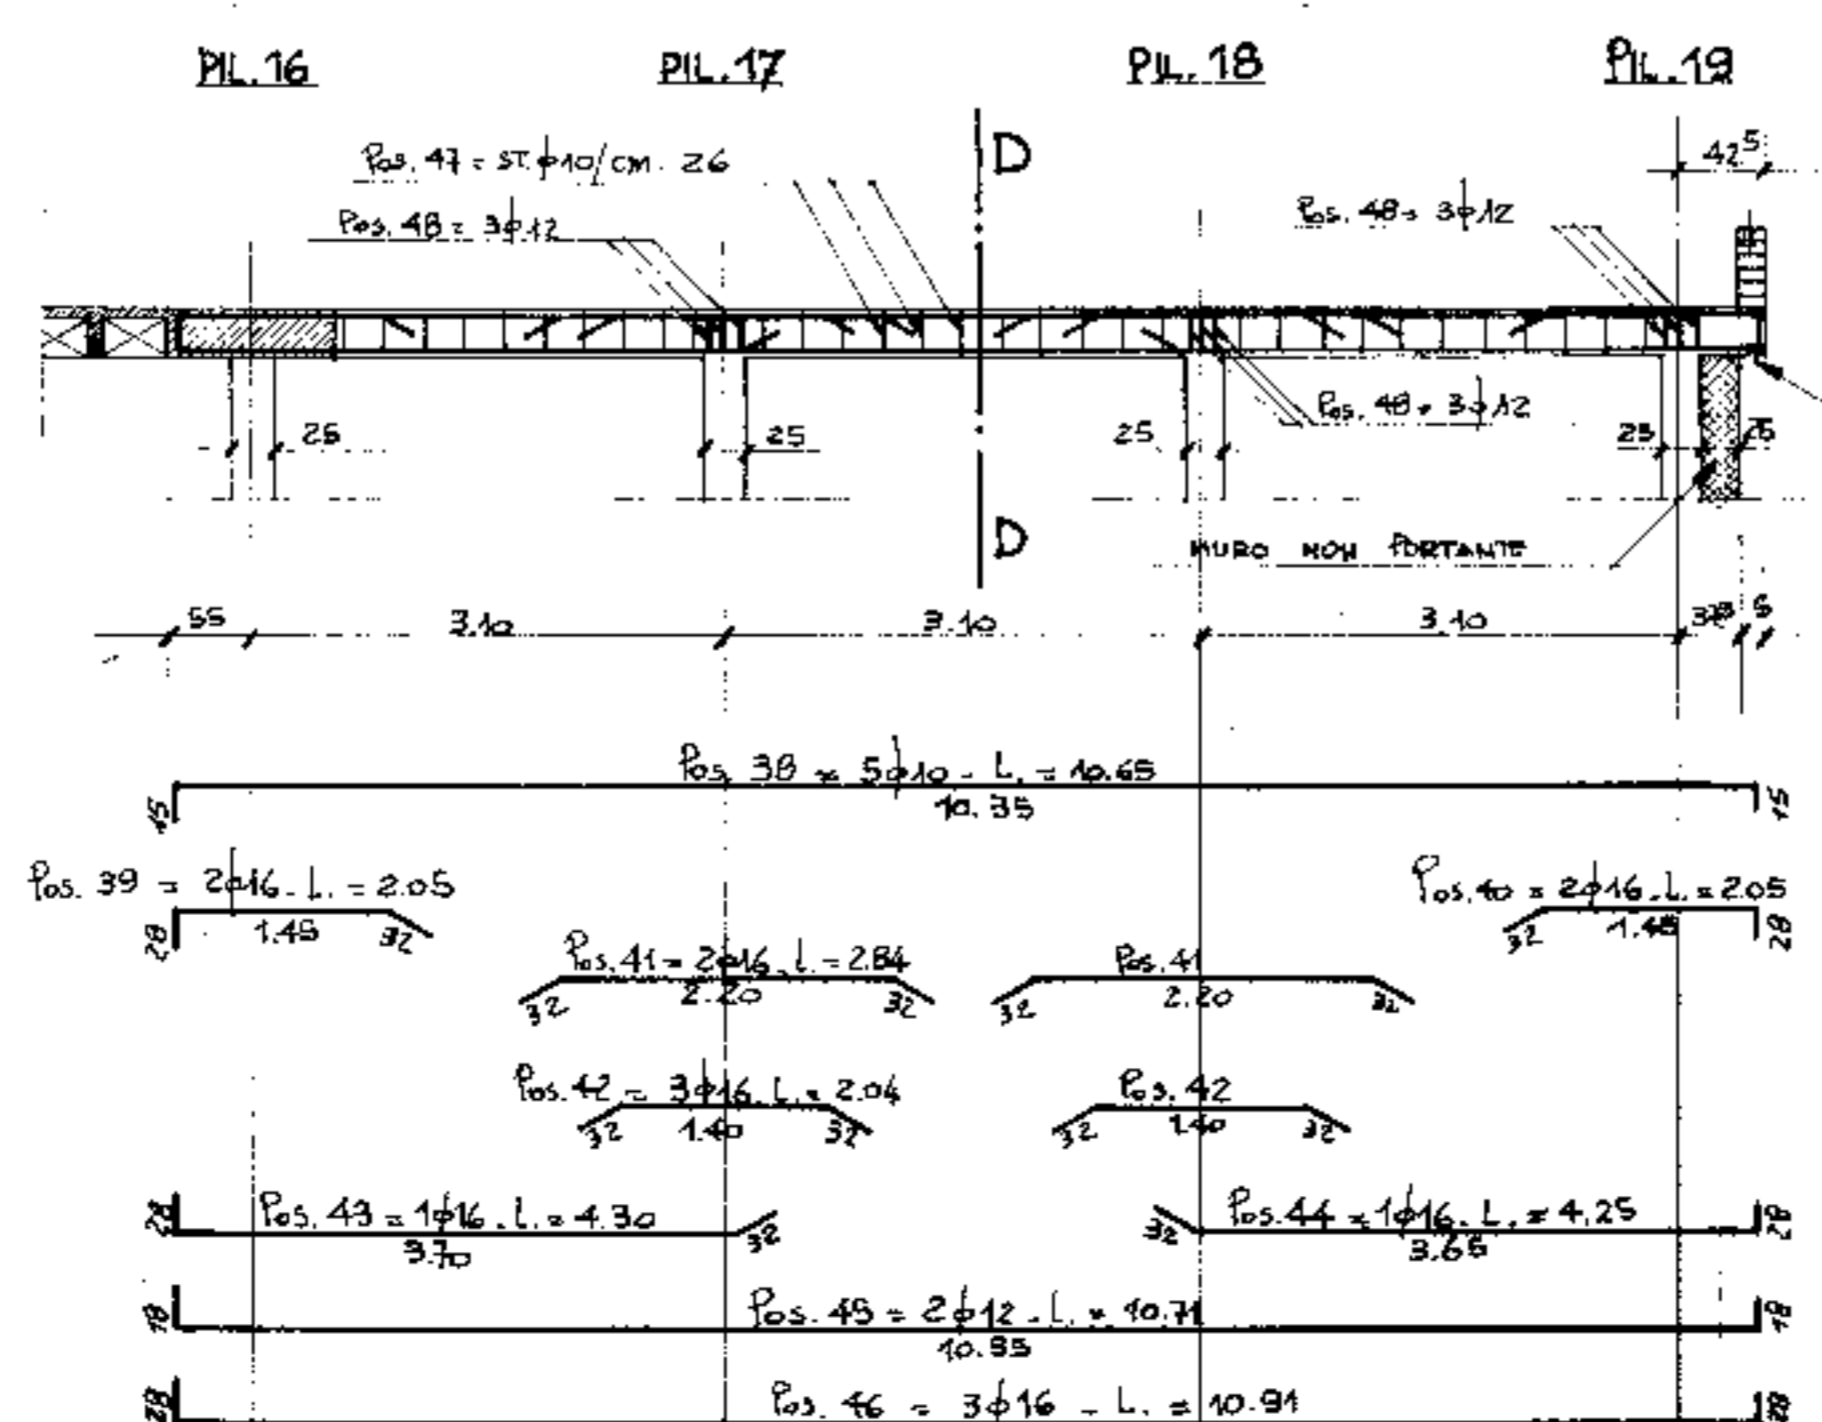 PIL.16 PIL.17 PIL.18 PIL.19
D
42⁵
Pos. 47 = ST. ϕ10/cm. 26
Pos. 48 = 3ϕ12
Pos. 48 = 3ϕ12
Pos. 48 = 3ϕ12
25 25 25 25 25
D
MURO NON PORTANTE
55 3.10 3.10 3.10 5
Pos. 38 = 5ϕ10 - L. = 10.65
15 10.35 15
Pos. 39 = 2ϕ16 - L. = 2.05
28 1.45 32
Pos. 40 = 2ϕ16 - L. = 2.05
32 1.45 28
Pos. 41 = 2ϕ16 L. = 2.84
32 2.20 32
Pos. 41
32 2.20 32
Pos. 42 = 3ϕ16. L. = 2.04
32 1.40 32
Pos. 42
32 1.40 32
Pos. 43 = 1ϕ16. L. = 4.30
28 3.70 32
Pos. 44 = 1ϕ16. L. = 4.25
32 3.65 28
Pos. 45 = 2ϕ12 - L. = 10.71
18 10.35 18
Pos. 46 = 3ϕ16 - L. = 10.91
28 28